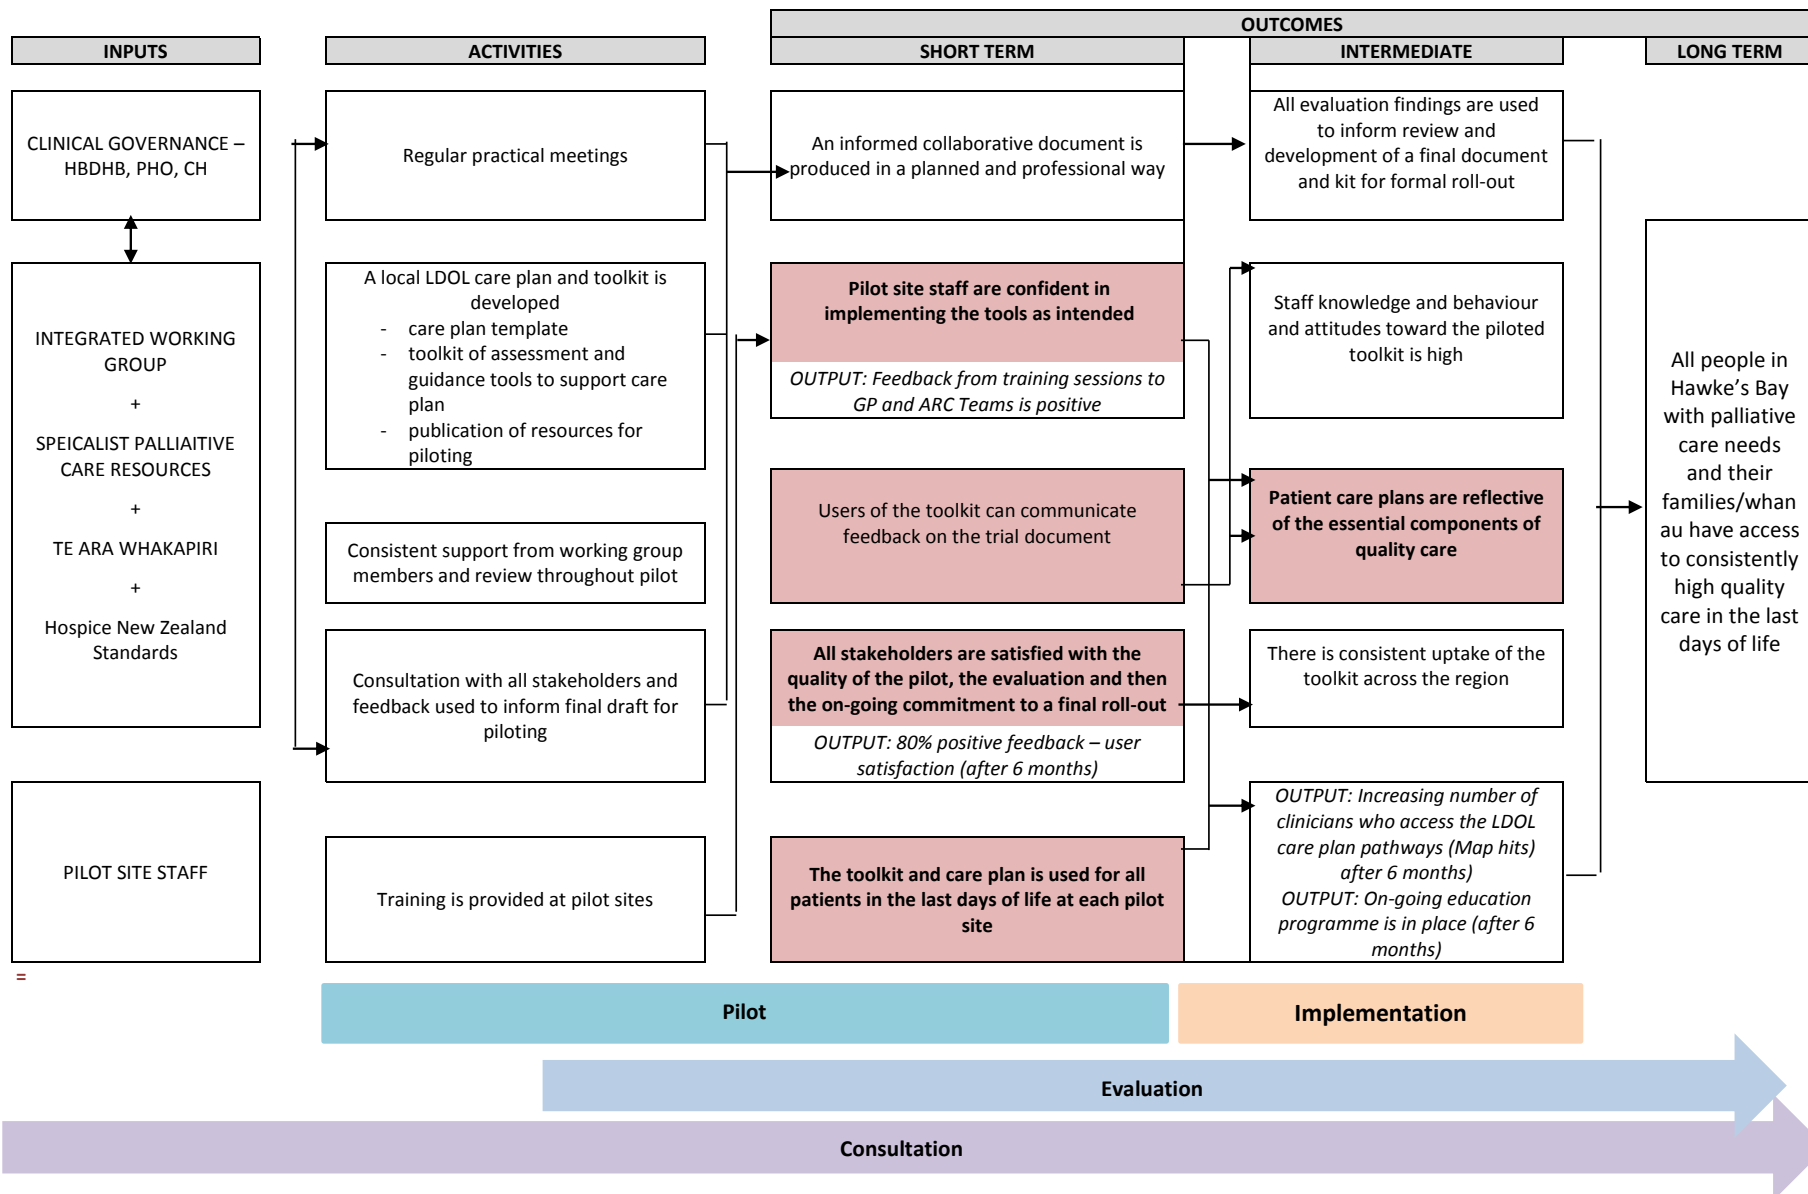 OUTCOMES
INPUTS
ACTIVITIES
SHORT TERM
INTERMEDIATE
LONG TERM
CLINICAL GOVERNANCE –
HBDHB, PHO, CH
INTEGRATED WORKING
GROUP
+
SPEICALIST PALLIAITIVE
CARE RESOURCES
+
TE ARA WHAKAPIRI
+
Hospice New Zealand
Standards
PILOT SITE STAFF
=
Regular practical meetings
A local LDOL care plan and toolkit is
developed
- care plan template
- toolkit of assessment and
guidance tools to support care
plan
- publication of resources for
piloting
Consistent support from working group
members and review throughout pilot
Consultation with all stakeholders and
feedback used to inform final draft for
piloting
Training is provided at pilot sites
An informed collaborative document is
produced in a planned and professional way
Pilot site staff are confident in
implementing the tools as intended
OUTPUT: Feedback from training sessions to
GP and ARC Teams is positive
Users of the toolkit can communicate
feedback on the trial document
All stakeholders are satisfied with the
quality of the pilot, the evaluation and then
the on-going commitment to a final roll-out
OUTPUT: 80% positive feedback – user
satisfaction (after 6 months)
The toolkit and care plan is used for all
patients in the last days of life at each pilot
site
All evaluation findings are used
to inform review and
development of a final document
and kit for formal roll-out
Staff knowledge and behaviour
and attitudes toward the piloted
toolkit is high
Patient care plans are reflective
of the essential components of
quality care
There is consistent uptake of the
toolkit across the region
OUTPUT: Increasing number of
clinicians who access the LDOL
care plan pathways (Map hits)
after 6 months)
OUTPUT: On-going education
programme is in place (after 6
months)
All people in
Hawke’s Bay
with palliative
care needs
and their
families/whan
au have access
to consistently
high quality
care in the last
days of life
Pilot
Implementation
Evaluation
Consultation